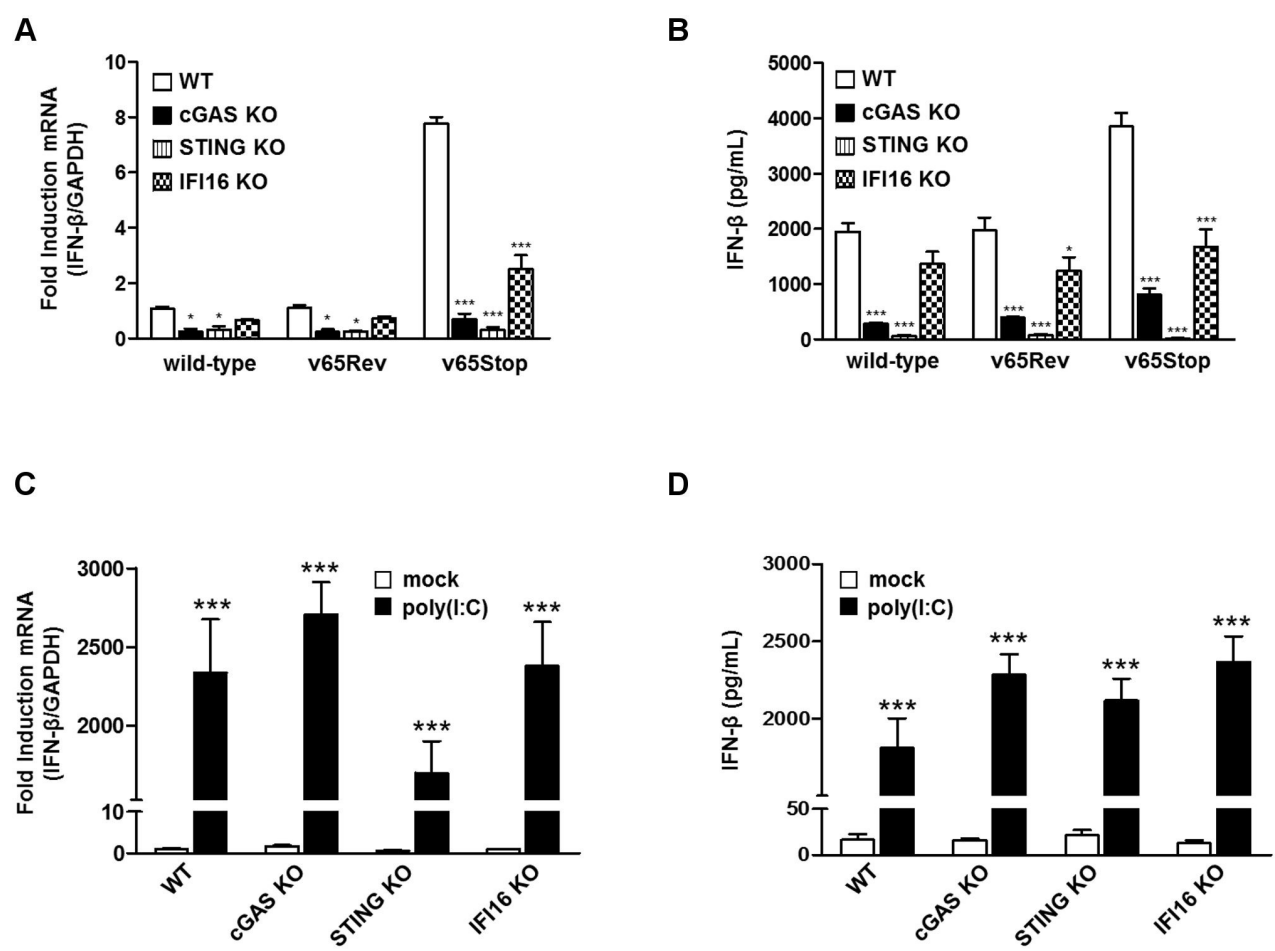 A
Fold Induction mRNA
(IFN-β/GAPDH)
10
8
6
4
2
0
WT
cGAS KO
STING KO
IFI16 KO
*
*
*
*
***
***
***
wild-type
v65Rev
v65Stop
B
IFN-β (pg/mL)
5000
4000
3000
2000
1000
0
WT
cGAS KO
STING KO
IFI16 KO
***
***
***
***
*
***
***
***
wild-type
v65Rev
v65Stop
C
Fold Induction mRNA
(IFN-β/GAPDH)
3000
2500
2000
10
0
mock
poly(I:C)
***
***
***
***
WT
cGAS KO
STING KO
IFI16 KO
D
IFN-β (pg/mL)
3000
2500
2000
50
0
mock
poly(I:C)
***
***
***
***
WT
cGAS KO
STING KO
IFI16 KO